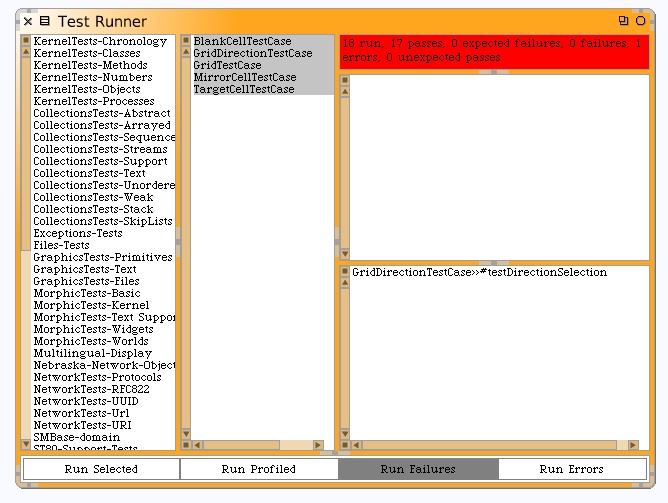 Test Runner
KernelTests-Chronology
KernelTests-Classes
KernelTests-Methods
KernelTests-Numbers
KernelTests-Objects
KernelTests-Processes
CollectionsTests-Abstract
CollectionsTests-Arrayed
CollectionsTests-Sequence
CollectionsTests-Streams
CollectionsTests-Support
CollectionsTests-Text
CollectionsTests-Unordere
CollectionsTests-Weak
CollectionsTests-Stack
CollectionsTests-SkipLists
Exceptions-Tests
Files-Tests
GraphicsTests-Primitives
GraphicsTests-Text
GraphicsTests-Files
MorphicTests-Basic
MorphicTests-Kernel
MorphicTests-Text Suppor
MorphicTests-Widgets
MorphicTests-Worlds
Multilingual-Display
Nebraska-Network-Object
NetworkTests-Protocols
NetworkTests-RFC822
NetworkTests-UUID
NetworkTests-Url
NetworkTests-URI
SMBase-domain
ST80-Support-Tests
BlankCellTestCase
GridDirectionTestCase
GridTestCase
MirrorCellTestCase
TargetCellTestCase
18 run, 17 passes, 0 expected failures, 0 failures, 1
errors, 0 unexpected passes
GridDirectionTestCase>>#testDirectionSelection
Run Selected
Run Profiled
Run Failures
Run Errors